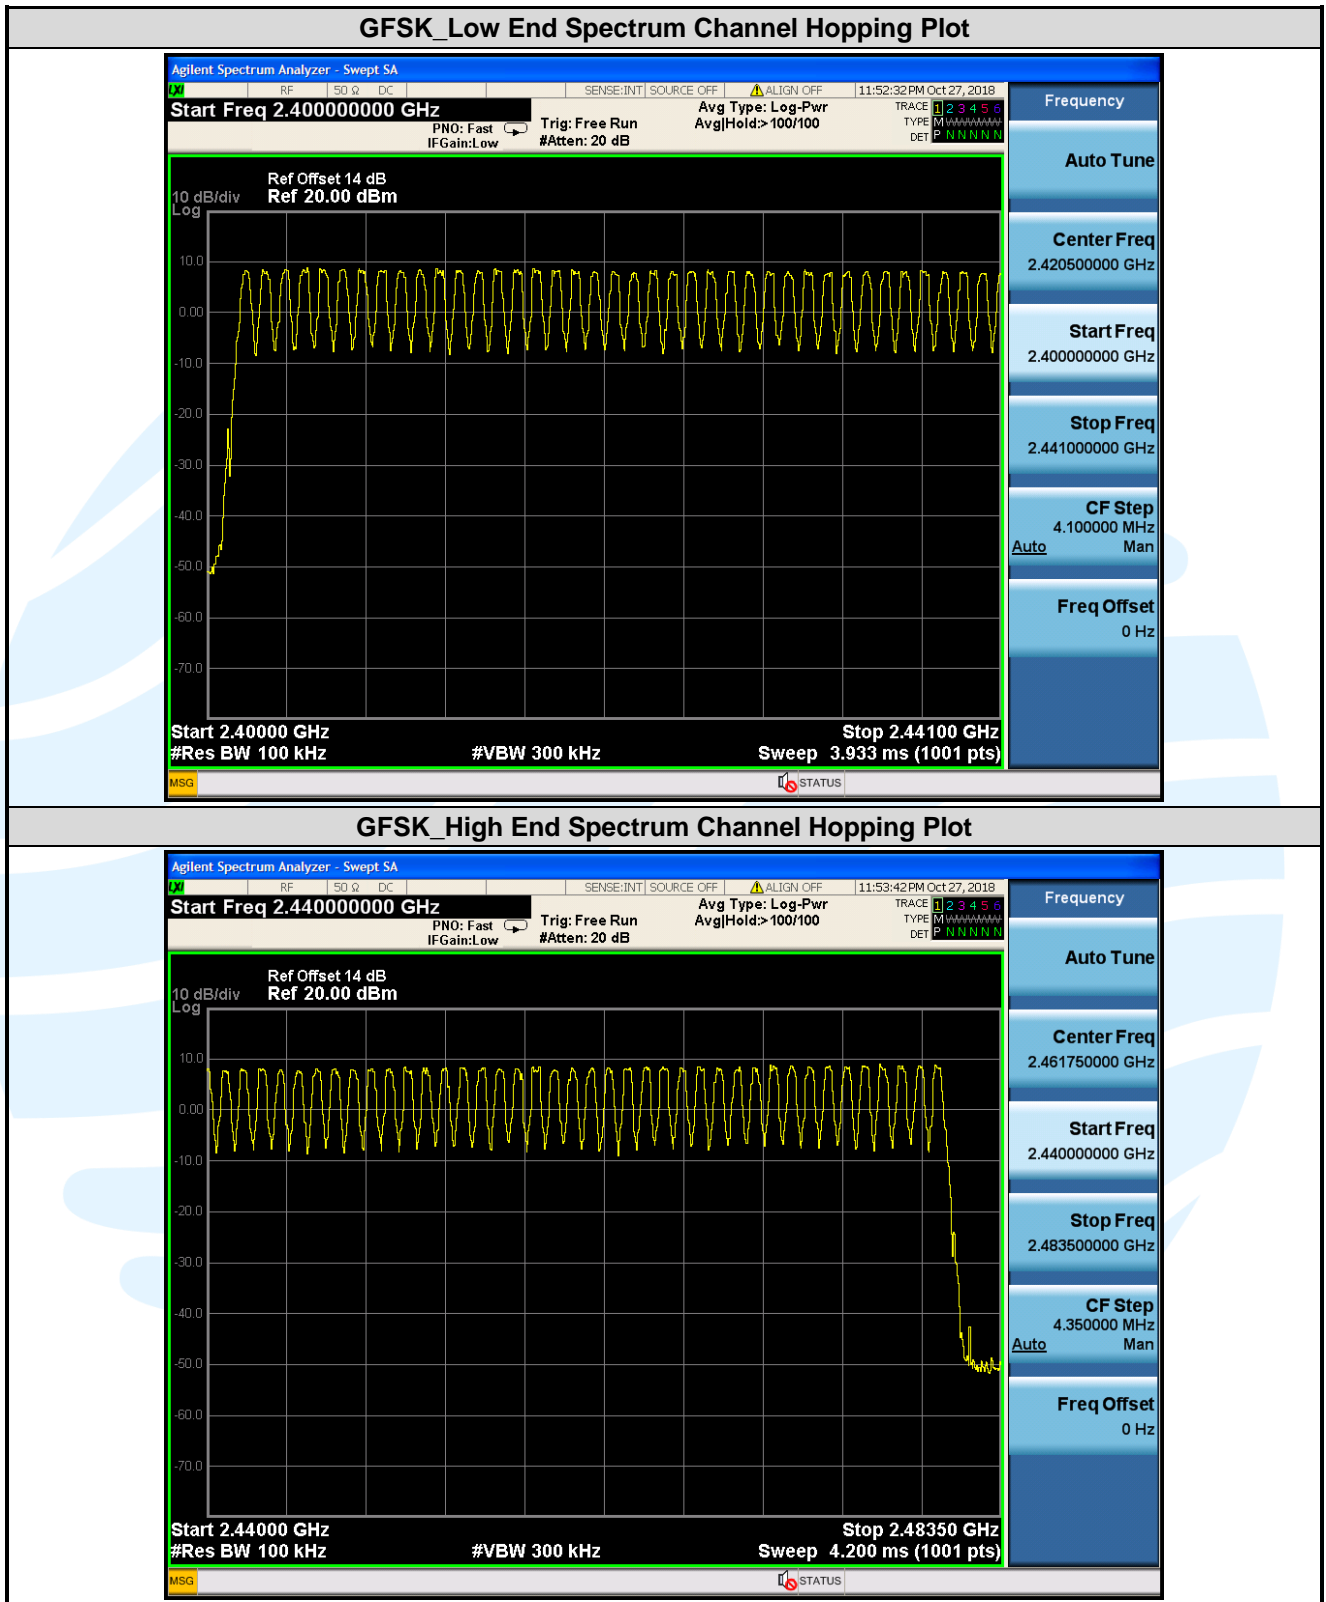 GFSK_Low End Spectrum Channel Hopping Plot
Agilent Spectrum Analyzer - Swept SA
LXI RF 50 Ω DC SENSE:INT SOURCE OFF ALIGN OFF 11:52:32 PM Oct 27, 2018
Start Freq 2.400000000 GHz
PNO: Fast
IFGain:Low
Trig: Free Run
#Atten: 20 dB
Avg Type: Log-Pwr
Avg|Hold:>100/100
TRACE 1 2 3 4 5 6
TYPE M WWWWW
DET P N N N N N
Ref Offset 14 dB
10 dB/div Ref 20.00 dBm
Log
10.0
0.00
-10.0
-20.0
-30.0
-40.0
-50.0
-60.0
-70.0
Start 2.40000 GHz Stop 2.44100 GHz
#Res BW 100 kHz #VBW 300 kHz Sweep 3.933 ms (1001 pts)
MSG STATUS
Frequency
Auto Tune
Center Freq
2.420500000 GHz
Start Freq
2.400000000 GHz
Stop Freq
2.441000000 GHz
CF Step
4.100000 MHz
Auto Man
Freq Offset
0 Hz
GFSK_High End Spectrum Channel Hopping Plot
Agilent Spectrum Analyzer - Swept SA
LXI RF 50 Ω DC SENSE:INT SOURCE OFF ALIGN OFF 11:53:42 PM Oct 27, 2018
Start Freq 2.440000000 GHz
PNO: Fast
IFGain:Low
Trig: Free Run
#Atten: 20 dB
Avg Type: Log-Pwr
Avg|Hold:>100/100
TRACE 1 2 3 4 5 6
TYPE M WWWWW
DET P N N N N N
Ref Offset 14 dB
10 dB/div Ref 20.00 dBm
Log
10.0
0.00
-10.0
-20.0
-30.0
-40.0
-50.0
-60.0
-70.0
Start 2.44000 GHz Stop 2.48350 GHz
#Res BW 100 kHz #VBW 300 kHz Sweep 4.200 ms (1001 pts)
MSG STATUS
Frequency
Auto Tune
Center Freq
2.461750000 GHz
Start Freq
2.440000000 GHz
Stop Freq
2.483500000 GHz
CF Step
4.350000 MHz
Auto Man
Freq Offset
0 Hz